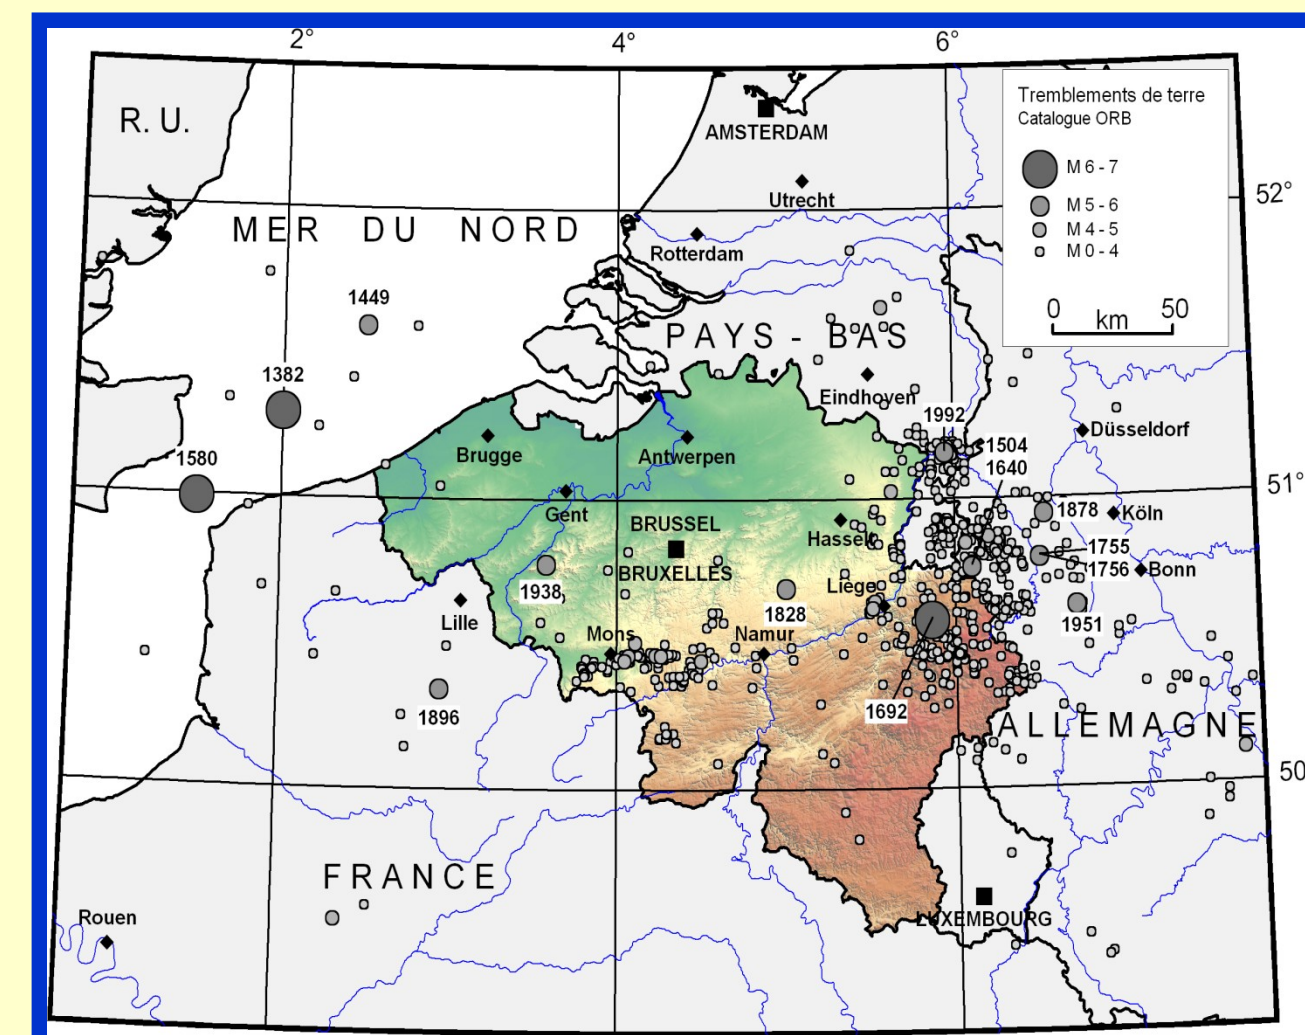 2°
4°
6°
Tremblements de terre
Catalogue ORB
M 6 - 7
M 5 - 6
M 4 - 5
M 0 - 4
0 50
km
R. U.
AMSTERDAM
Utrecht
52°
MER DU NORD
Rotterdam
1449
PAYS - BAS
1382
Eindhoven
1992
Düsseldorf
1504
1640
1580
Brugge
Antwerpen
51°
Gent
BRUSSEL
Hasselt
1878
Köln
BRUXELLES
1755
1756
Bonn
1938
1828
Liège
Lille
1951
Mons
Namur
1896
1692
ALLEMAGNE
50
FRANCE
Rouen
LUXEMBOURG